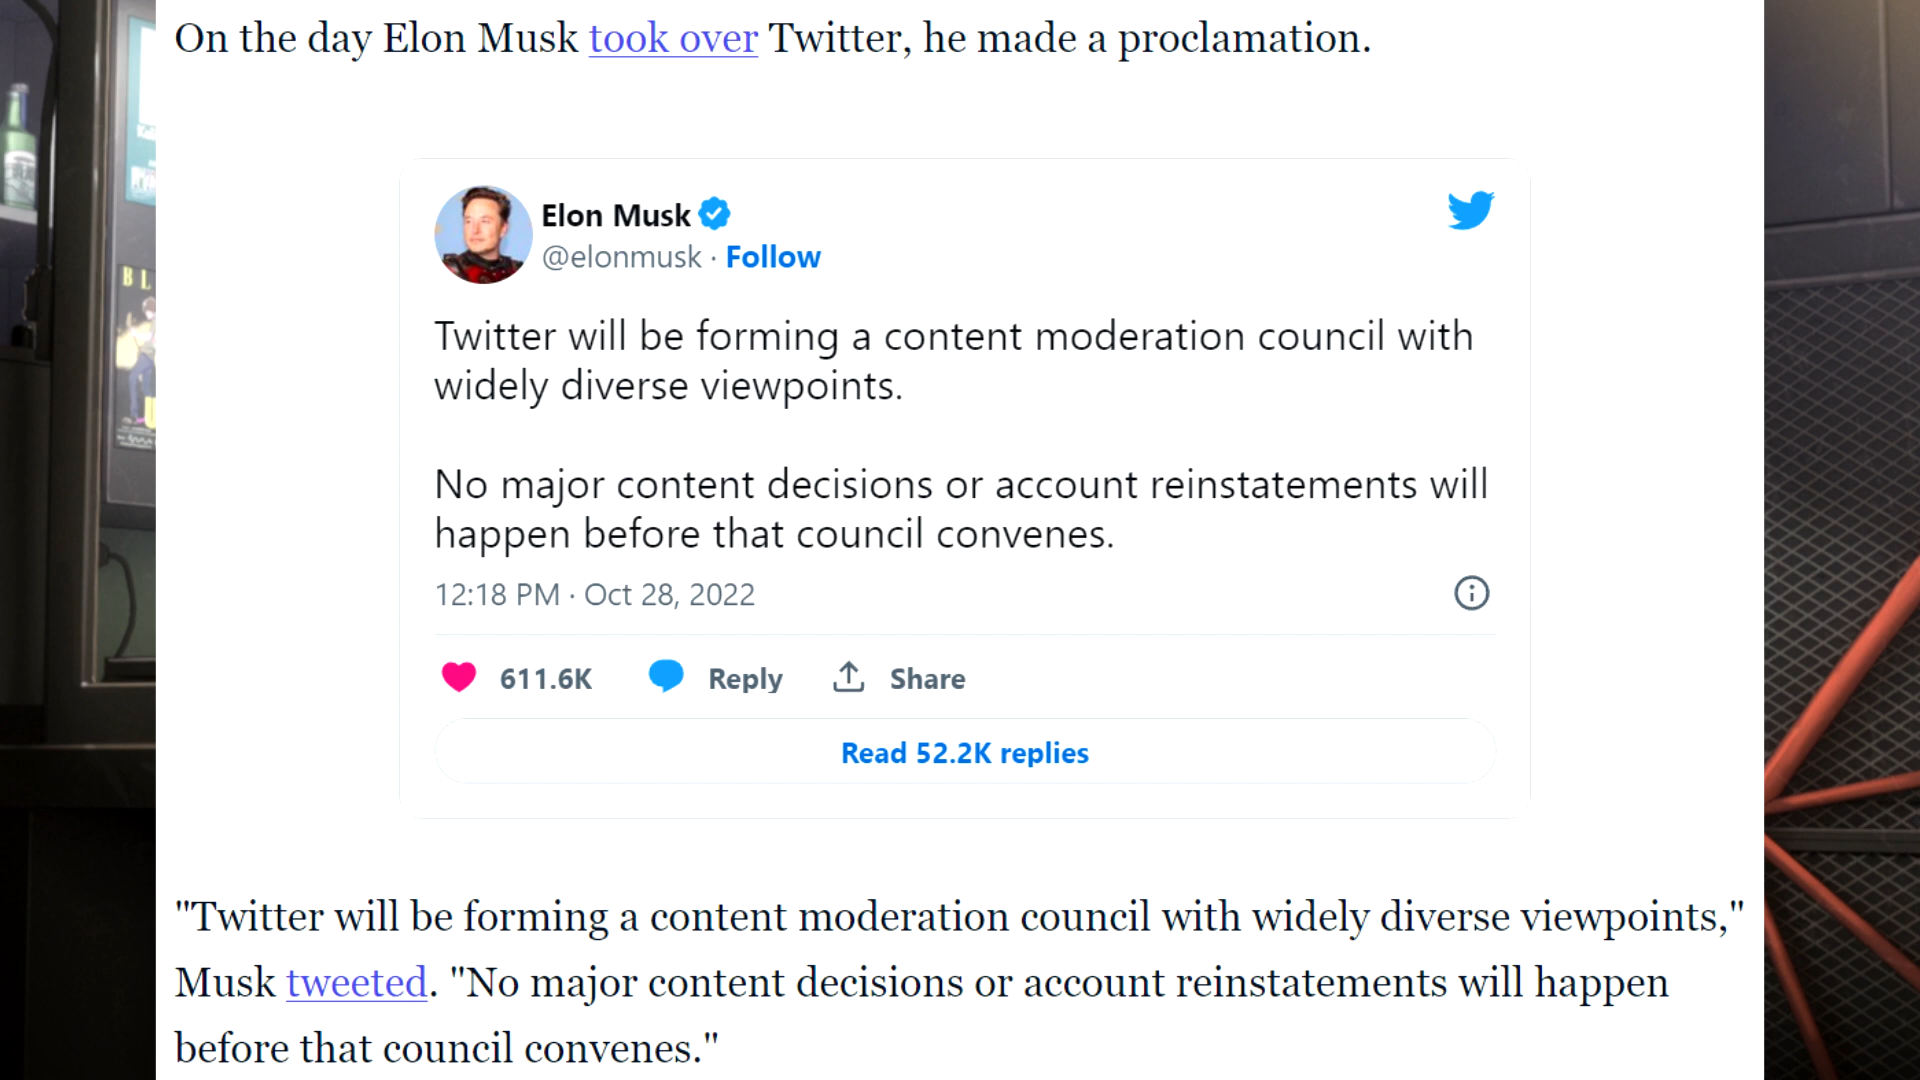 On the day Elon Musk took over Twitter, he made a proclamation.
Elon Musk
@elonmusk · Follow
Twitter will be forming a content moderation council with
widely diverse viewpoints.
No major content decisions or account reinstatements will
happen before that council convenes.
12:18 PM · Oct 28, 2022
611.6K Reply Share
Read 52.2K replies
"Twitter will be forming a content moderation council with widely diverse viewpoints,"
Musk tweeted. "No major content decisions or account reinstatements will happen
before that council convenes."